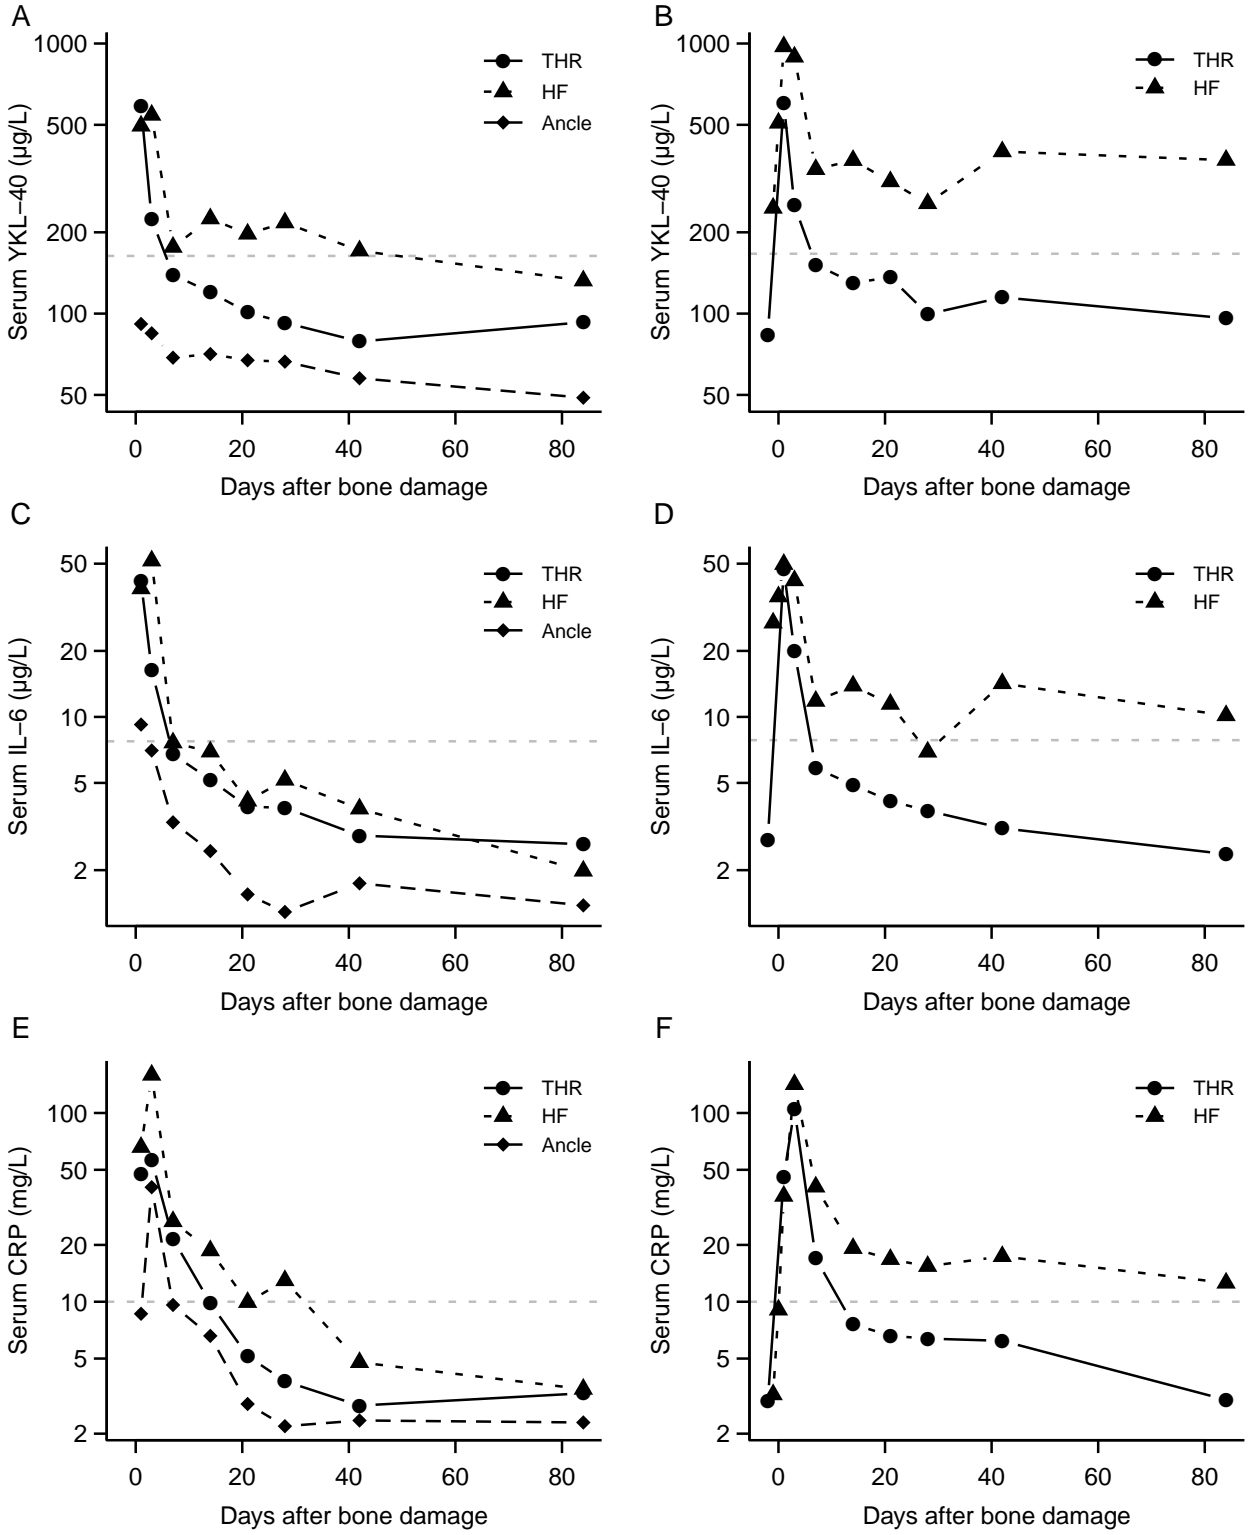 A
Serum YKL–40 (µg/L)
1000
500
200
100
50
THR
HF
Ancle
0 20 40 60 80
Days after bone damage
B
Serum YKL–40 (µg/L)
1000
500
200
100
50
THR
HF
0 20 40 60 80
Days after bone damage
C
Serum IL–6 (µg/L)
50
20
10
5
2
THR
HF
Ancle
0 20 40 60 80
Days after bone damage
D
Serum IL–6 (µg/L)
50
20
10
5
2
THR
HF
0 20 40 60 80
Days after bone damage
E
Serum CRP (mg/L)
100
50
20
10
5
2
THR
HF
Ancle
0 20 40 60 80
Days after bone damage
F
Serum CRP (mg/L)
100
50
20
10
5
2
THR
HF
0 20 40 60 80
Days after bone damage